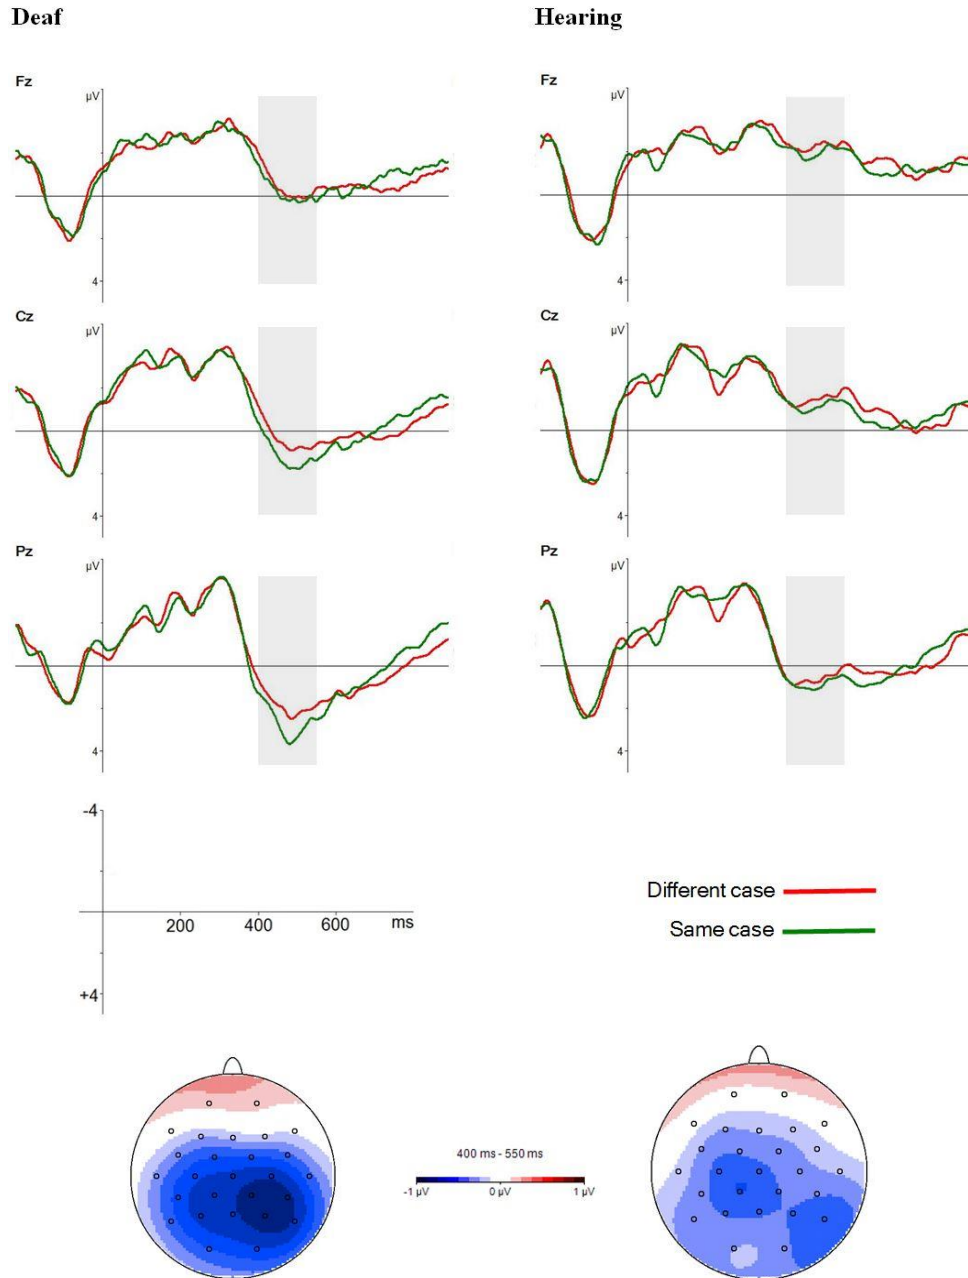 Deaf Hearing
Fz Fz
µV µV
4 4
Cz Cz
µV µV
4 4
Pz Pz
µV µV
4 4
-4
Different case
200 400 600 ms
Same case
+4
400 ms - 550 ms
-1 µV 0 µV 1 µV